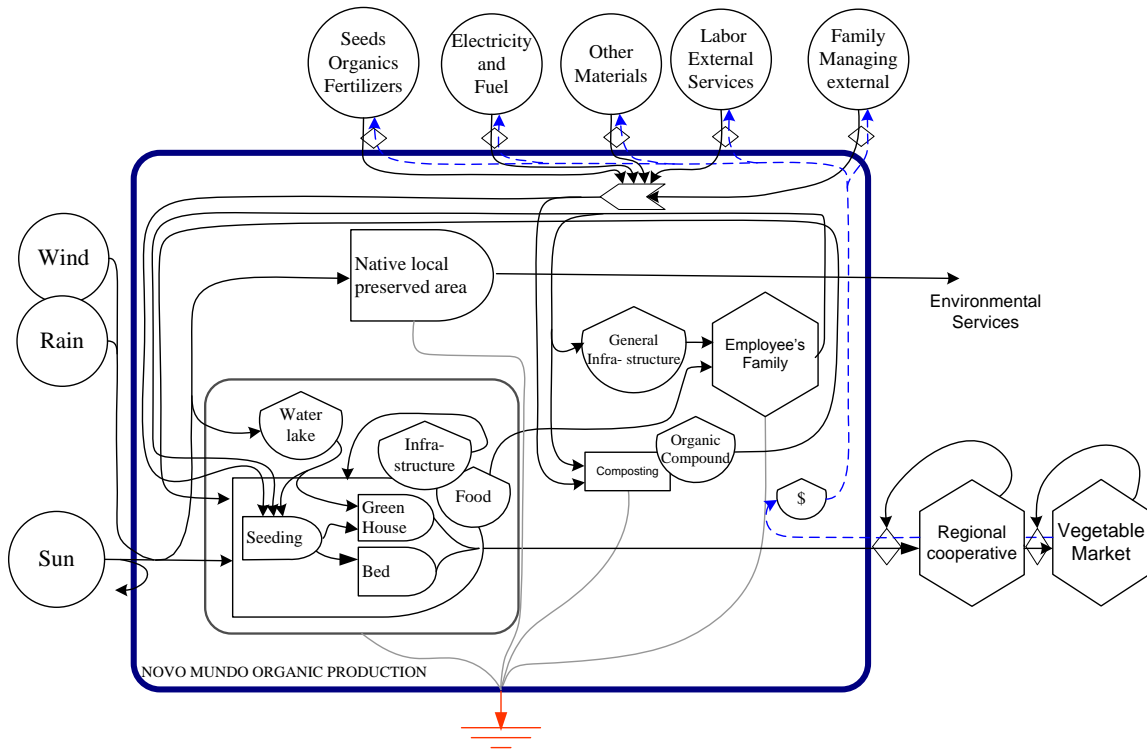 Seeds
Organics
Fertilizers
Electricity
and
Fuel
Other
Materials
Labor
External
Services
Family
Managing
external
Wind
Rain
Sun
Native local
preserved area
Environmental
Services
General
Infra- structure
Employee's
Family
Water
lake
Infra-
structure
Food
Organic
Compound
Composting
Green
House
Seeding
Bed
$
Regional
cooperative
Vegetable
Market
NOVO MUNDO ORGANIC PRODUCTION